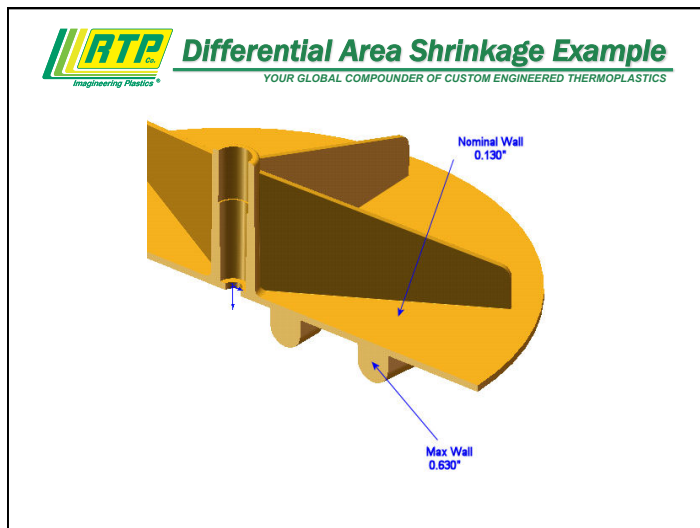 RTP
Co.
Imagineering Plastics®
Differential Area Shrinkage Example
YOUR GLOBAL COMPOUNDER OF CUSTOM ENGINEERED THERMOPLASTICS
Nominal Wall
0.130"
Max Wall
0.630"